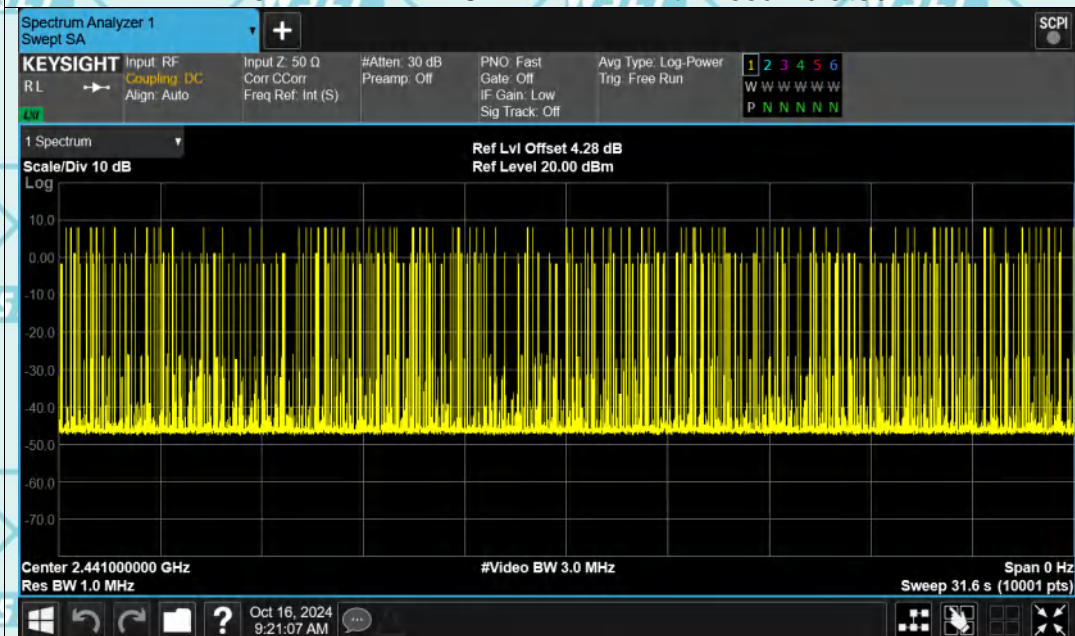 Spectrum Analyzer 1
Swept SA
+
SCPI
KEYSIGHT
RL
LXI
Input: RF
Coupling: DC
Align: Auto
Input Z: 50 Ω
Corr CCorr
Freq Ref: Int (S)
#Atten: 30 dB
Preamp: Off
PNO: Fast
Gate: Off
IF Gain: Low
Sig Track: Off
Avg Type: Log-Power
Trig: Free Run
1 2 3 4 5 6
W W W W W W
P N N N N N
1 Spectrum
Scale/Div 10 dB
Log
Ref Lvl Offset 4.28 dB
Ref Level 20.00 dBm
10.0
0.00
-10.0
-20.0
-30.0
-40.0
-50.0
-60.0
-70.0
Center 2.441000000 GHz
Res BW 1.0 MHz
#Video BW 3.0 MHz
Span 0 Hz
Sweep 31.6 s (10001 pts)
?
Oct 16, 2024
9:21:07 AM